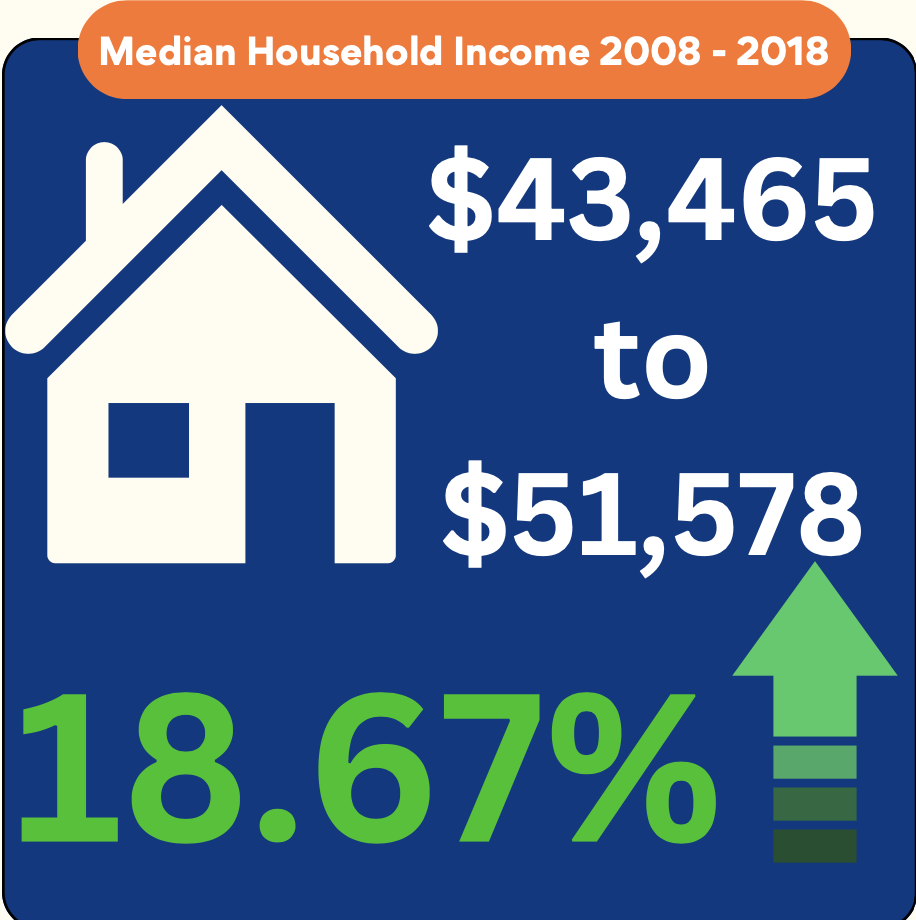 Median Household Income 2008 - 2018
$43,465
to
$51,578
18.67%